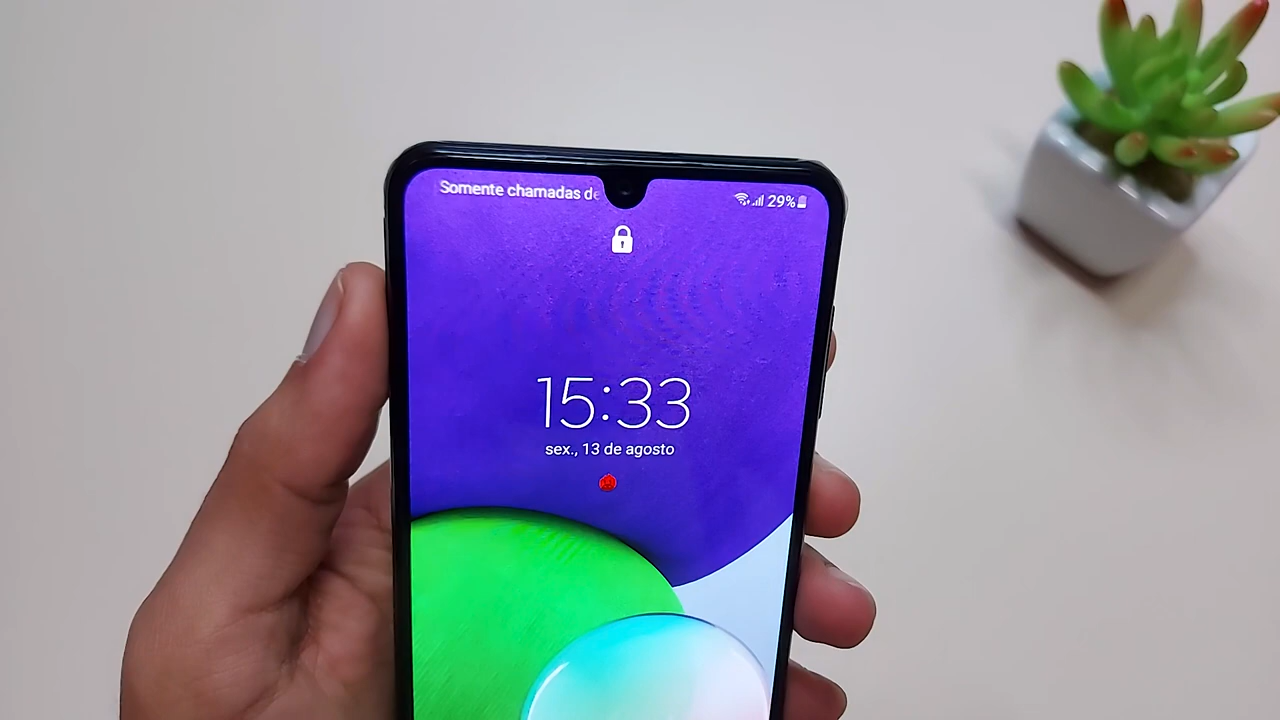 Somente chamadas de
29%
15:33
sex., 13 de agosto